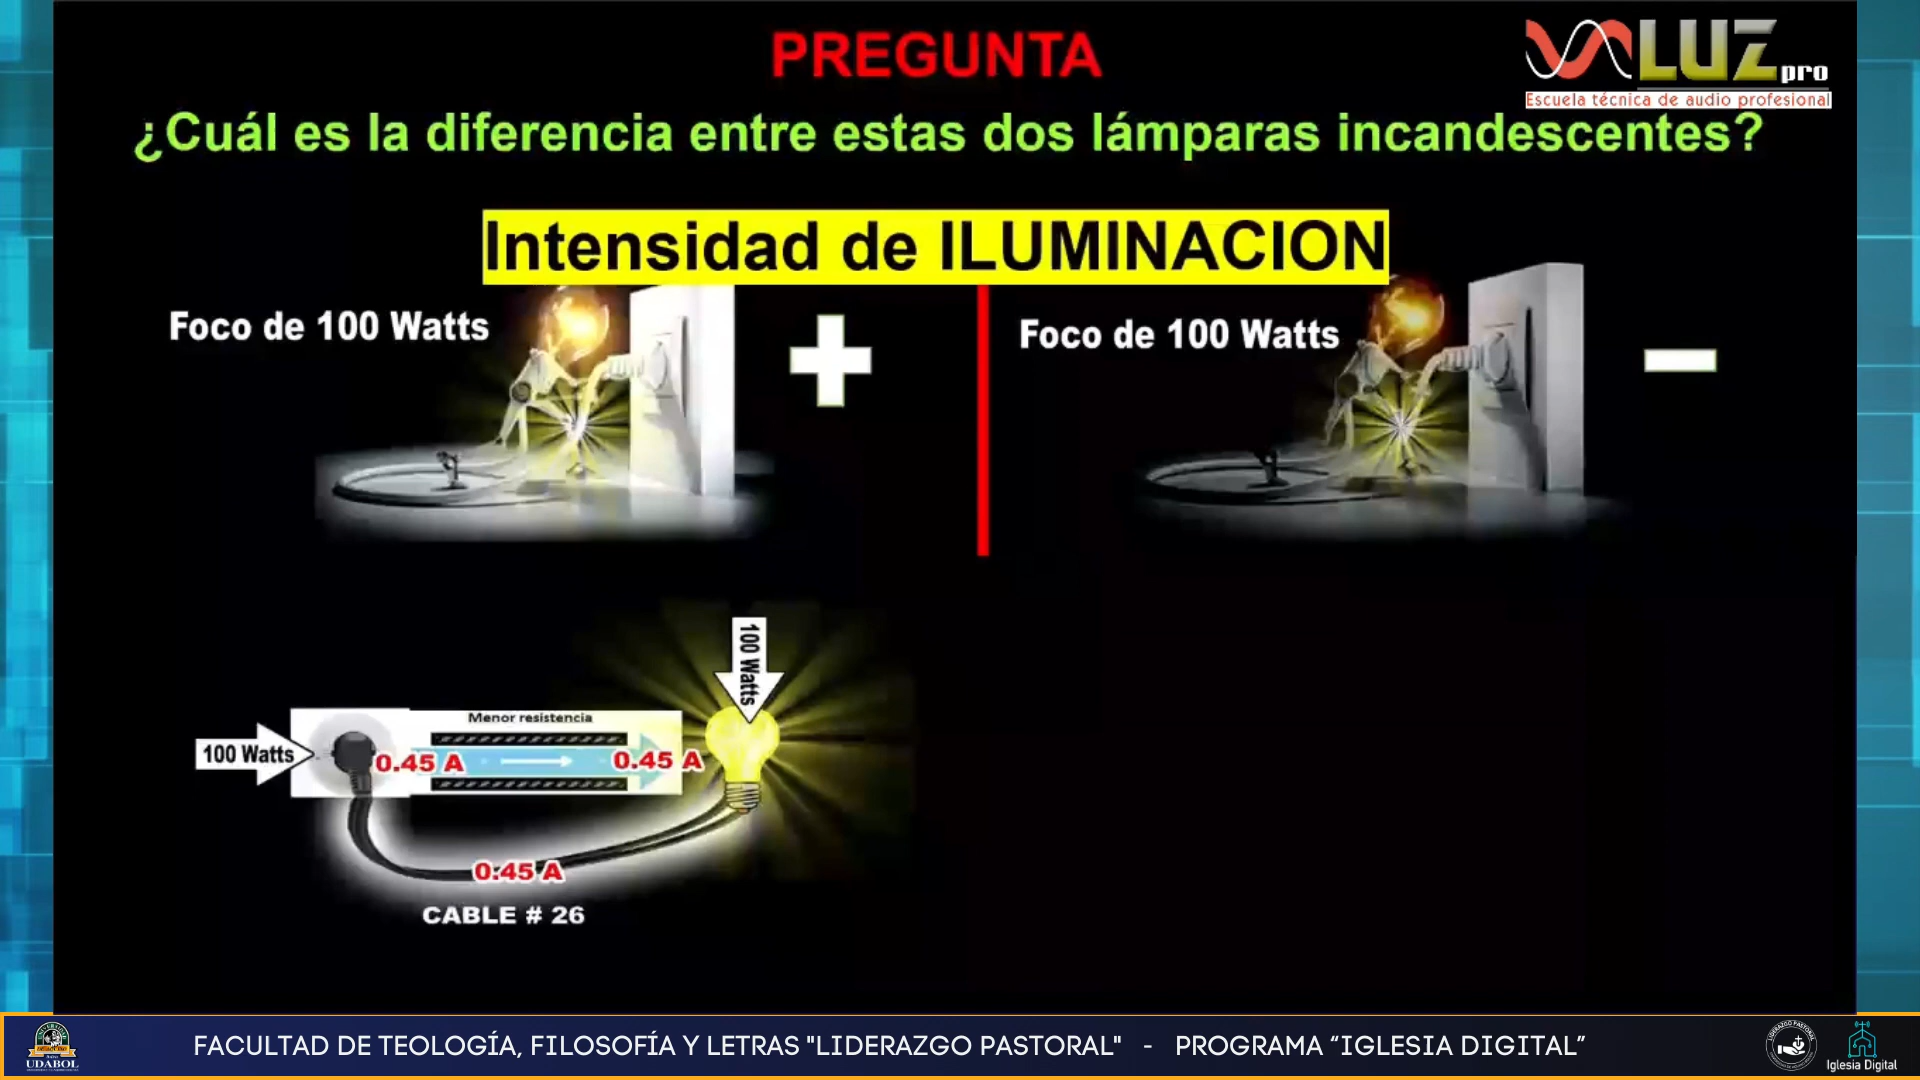 PREGUNTA
LUZ pro
Escuela técnica de audio profesional
¿Cuál es la diferencia entre estas dos lámparas incandescentes?
Intensidad de ILUMINACION
Foco de 100 Watts
Foco de 100 Watts
100 Watts
Menor resistencia
100 Watts
0.45 A
0.45 A
0.45 A
CABLE # 26
FACULTAD DE TEOLOGÍA, FILOSOFÍA Y LETRAS "LIDERAZGO PASTORAL" - PROGRAMA “IGLESIA DIGITAL”
UDABOL
Iglesia Digital